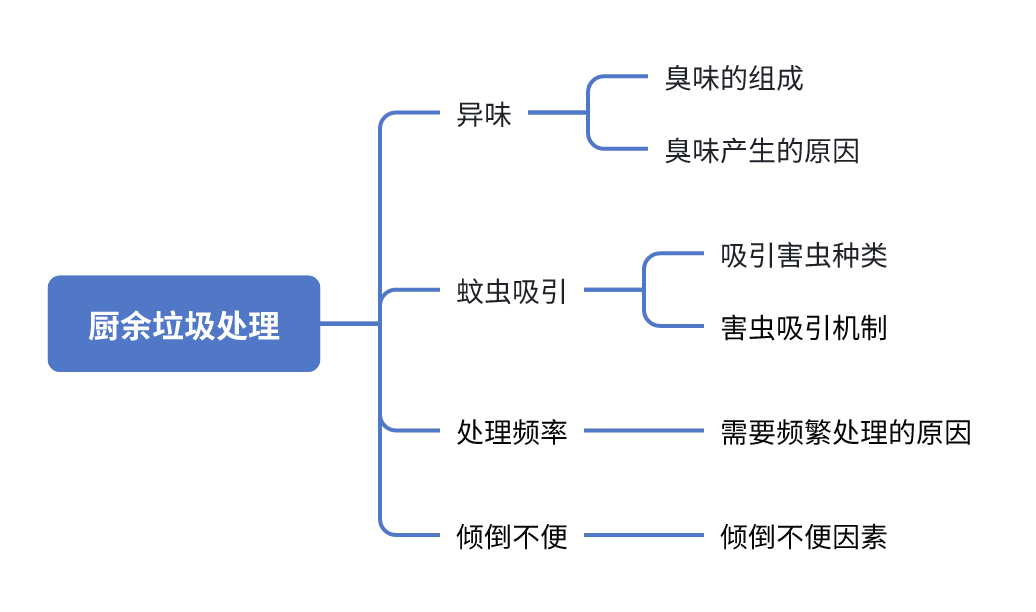 厨余垃圾处理
异味
臭味的组成
臭味产生的原因
蚊虫吸引
吸引害虫种类
害虫吸引机制
处理频率
需要频繁处理的原因
倾倒不便
倾倒不便因素